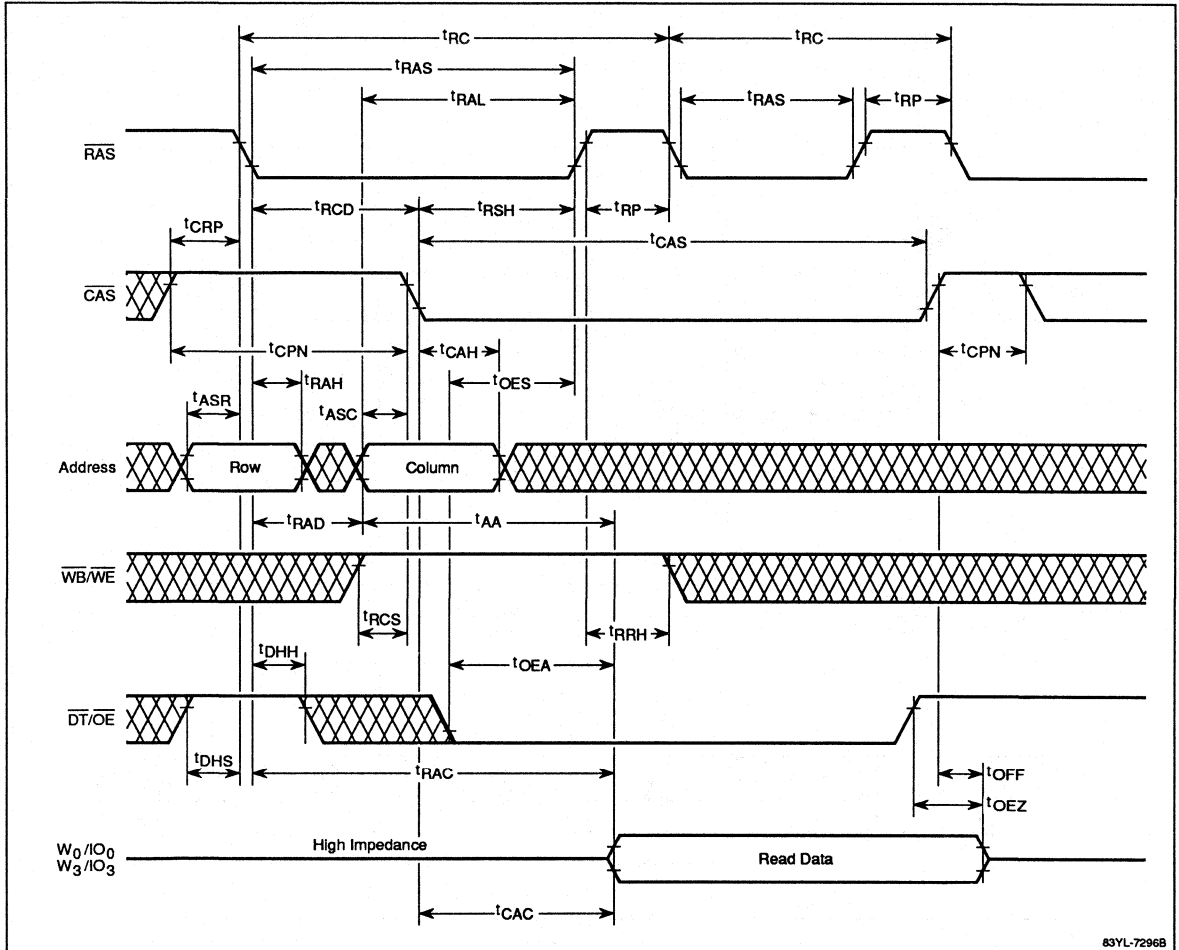 tRC tRC
tRAS
tRAL tRAS tRP
RAS
tRCD tRSH tRP
tCRP tCAS
CAS
tCPN tCAH tCPN
tRAH tOES
tASR tASC
Address Row Column
tRAD tAA
WB/WE
tRCS tRRH
tDHH tOEA
DT/OE
tDHS tRAC tOFF
tOEZ
W0/IO0
W3/IO3
High Impedance
Read Data
tCAC
83YL-7296B